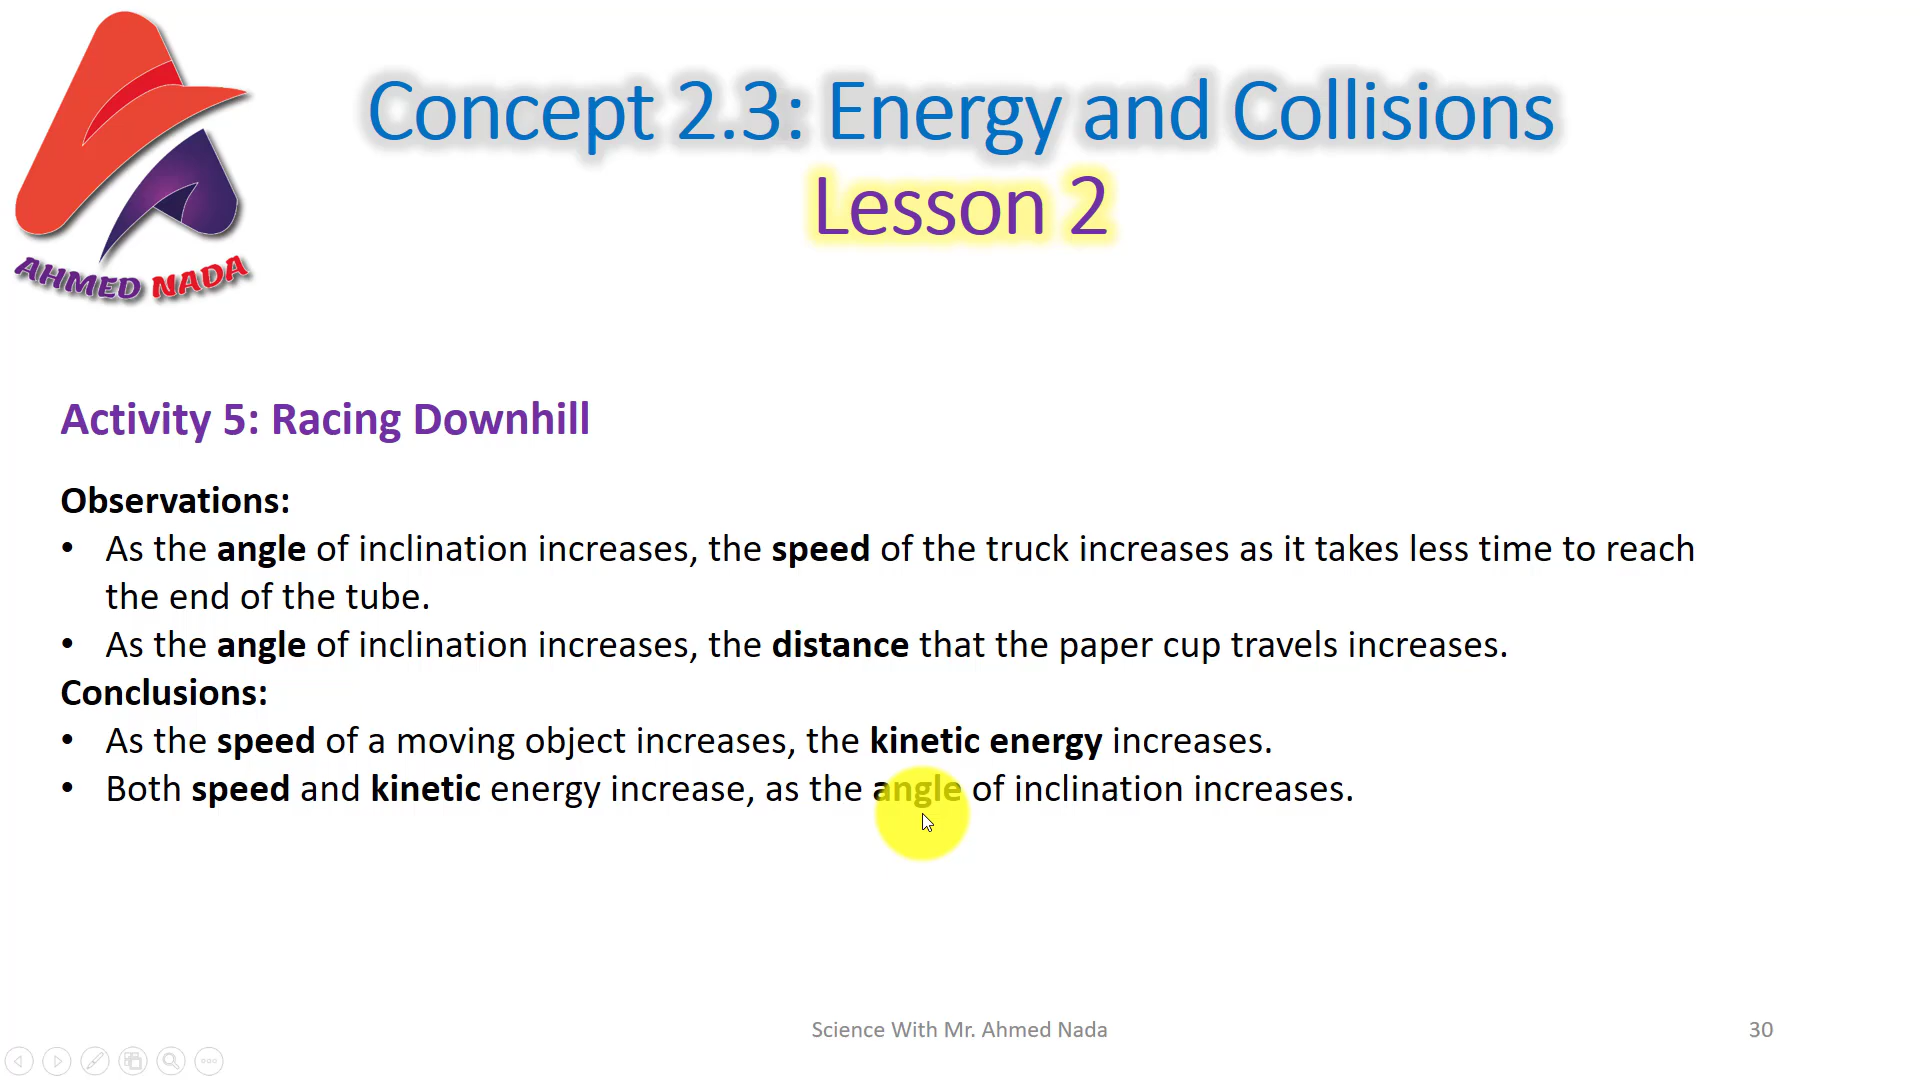 AHMED NADA
Concept 2.3: Energy and Collisions
Lesson 2
Activity 5: Racing Downhill
Observations:
• As the angle of inclination increases, the speed of the truck increases as it takes less time to reach
the end of the tube.
• As the angle of inclination increases, the distance that the paper cup travels increases.
Conclusions:
• As the speed of a moving object increases, the kinetic energy increases.
• Both speed and kinetic energy increase, as the angle of inclination increases.
Science With Mr. Ahmed Nada
30